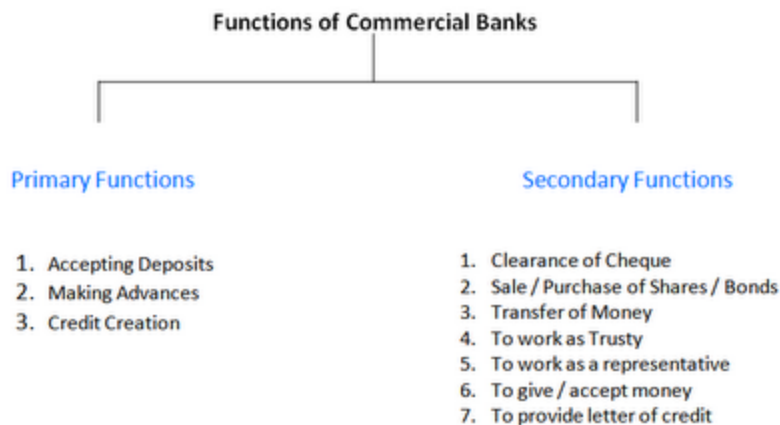 Functions of Commercial Banks
Primary Functions
1. Accepting Deposits
2. Making Advances
3. Credit Creation
Secondary Functions
1. Clearance of Cheque
2. Sale / Purchase of Shares / Bonds
3. Transfer of Money
4. To work as Trusty
5. To work as a representative
6. To give / accept money
7. To provide letter of credit